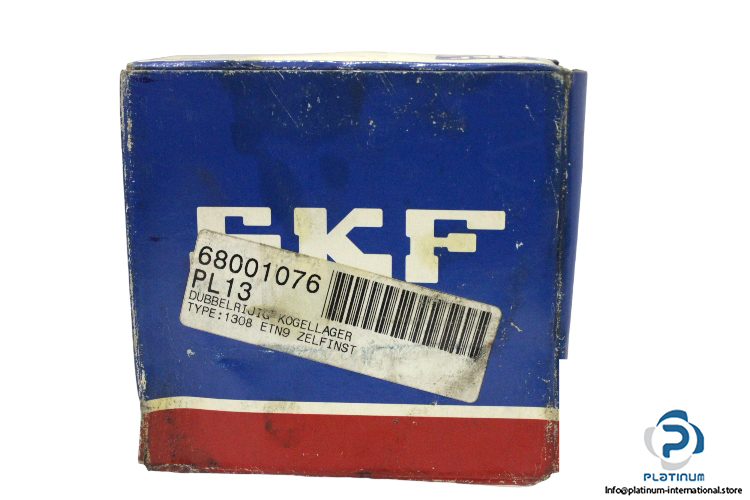 SKF
68001076
PL13
DUBBELRIJIG KOGELLAGER
TYPE:1308 ETN9 ZELFINST
PLATINUM
Info@platinum-international.store